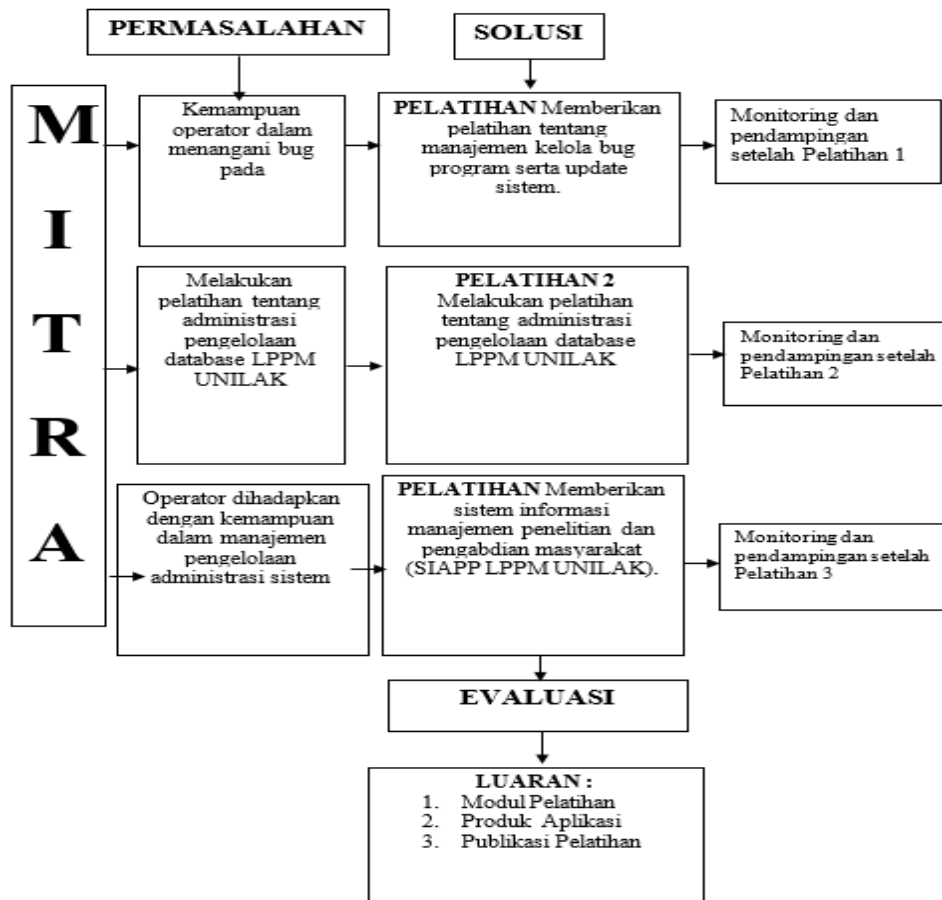 PERMASALAHAN
SOLUSI
M
I
T
R
A
Kemampuan
operator dalam
menangani bug
pada
PELATIHAN Memberikan
pelatihan tentang
manajemen kelola bug
program serta update
sistem.
Monitoring dan
pendampingan
setelah Pelatihan 1
Melakukan
pelatihan tentang
administrasi
pengelolaan
database LPPM
UNILAK
PELATIHAN 2
Melakukan pelatihan
tentang administrasi
pengelolaan database
LPPM UNILAK
Monitoring dan
pendampingan setelah
Pelatihan 2
Operator dihadapkan
dengan kemampuan
dalam manajemen
pengelolaan
administrasi sistem
PELATIHAN Memberikan
sistem informasi
manajemen penelitian dan
pengabdian masyarakat
(SIAPP LPPM UNILAK).
Monitoring dan
pendampingan setelah
Pelatihan 3
EVALUASI
LUARAN :
1. Modul Pelatihan
2. Produk Aplikasi
3. Publikasi Pelatihan